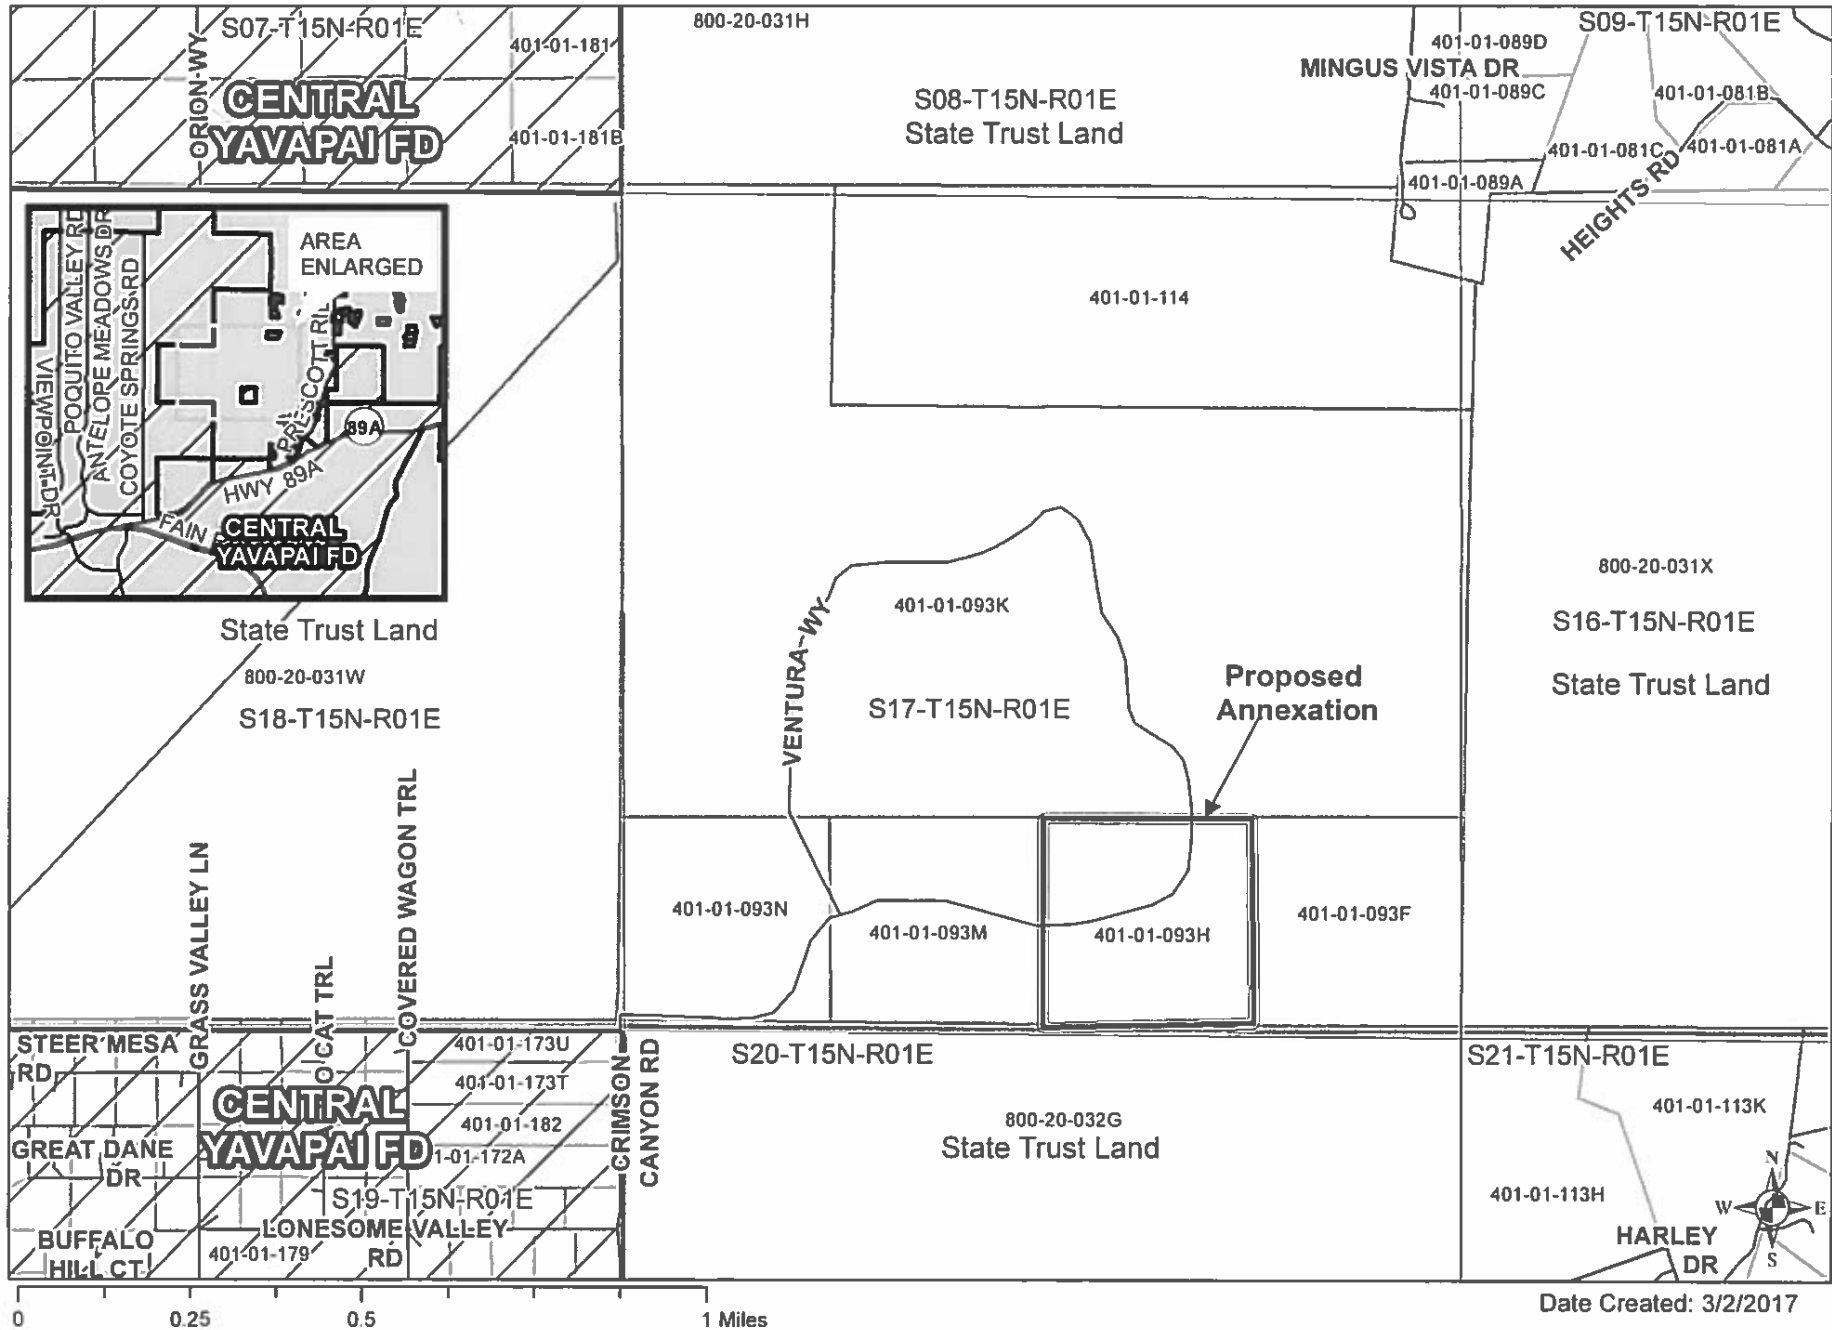 S07-T15N-R01E
401-01-181
ORION WY
CENTRAL
YAVAPAI FD
401-01-181B
800-20-031H
S08-T15N-R01E
State Trust Land
S09-T15N-R01E
401-01-089D
MINGUS VISTA DR
401-01-089C
401-01-081B
401-01-081C
401-01-081A
401-01-089A
HEIGHTS RD
AREA
ENLARGED
VIEWPOINT DR
POQUITO VALLEY RD
ANTELOPE MEADOWS DR
COYOTE SPRINGS RD
PRESCOTT
89A
HWY 89A
FAIN
CENTRAL
YAVAPAI FD
State Trust Land
800-20-031W
S18-T15N-R01E
401-01-114
401-01-093K
VENTURA WY
S17-T15N-R01E
Proposed
Annexation
800-20-031X
S16-T15N-R01E
State Trust Land
401-01-093N
401-01-093M
401-01-093H
401-01-093F
GRASS VALLEY LN
OCAT TRL
COVERED WAGON TRL
STEER MESA
RD
401-01-173U
401-01-173T
CENTRAL
YAVAPAI FD
401-01-182
1-01-172A
GREAT DANE
DR
S19-T15N-R01E
LONESOME VALLEY
RD
401-01-179
BUFFALO
HILL CT
CRIMSON
CANYON RD
S20-T15N-R01E
800-20-032G
State Trust Land
S21-T15N-R01E
401-01-113K
401-01-113H
HARLEY
DR
N
W
E
S
0
0.25
0.5
1 Miles
Date Created: 3/2/2017